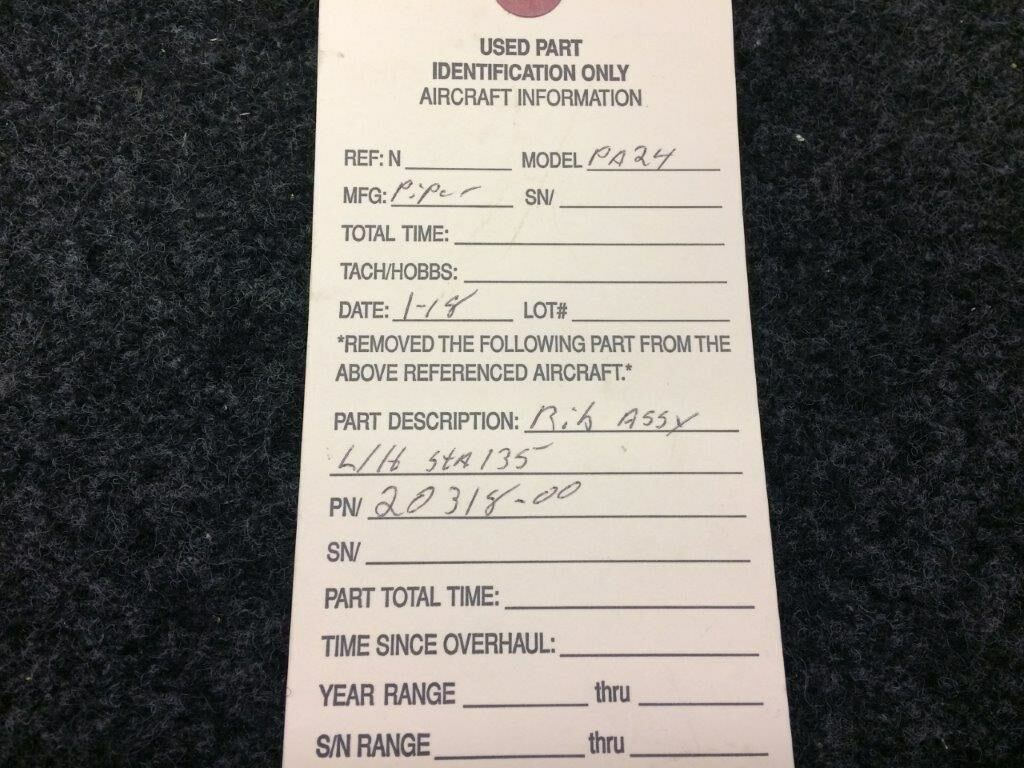 USED PART
IDENTIFICATION ONLY
AIRCRAFT INFORMATION
REF: N MODEL PA24
MFG: Piper SN/
TOTAL TIME:
TACH/HOBBS:
DATE: 1-18 LOT#
*REMOVED THE FOLLOWING PART FROM THE
ABOVE REFERENCED AIRCRAFT.*
PART DESCRIPTION: Rib ASSY
L/H StA 135
PN/ 20318-00
SN/
PART TOTAL TIME:
TIME SINCE OVERHAUL:
YEAR RANGE thru
S/N RANGE thru